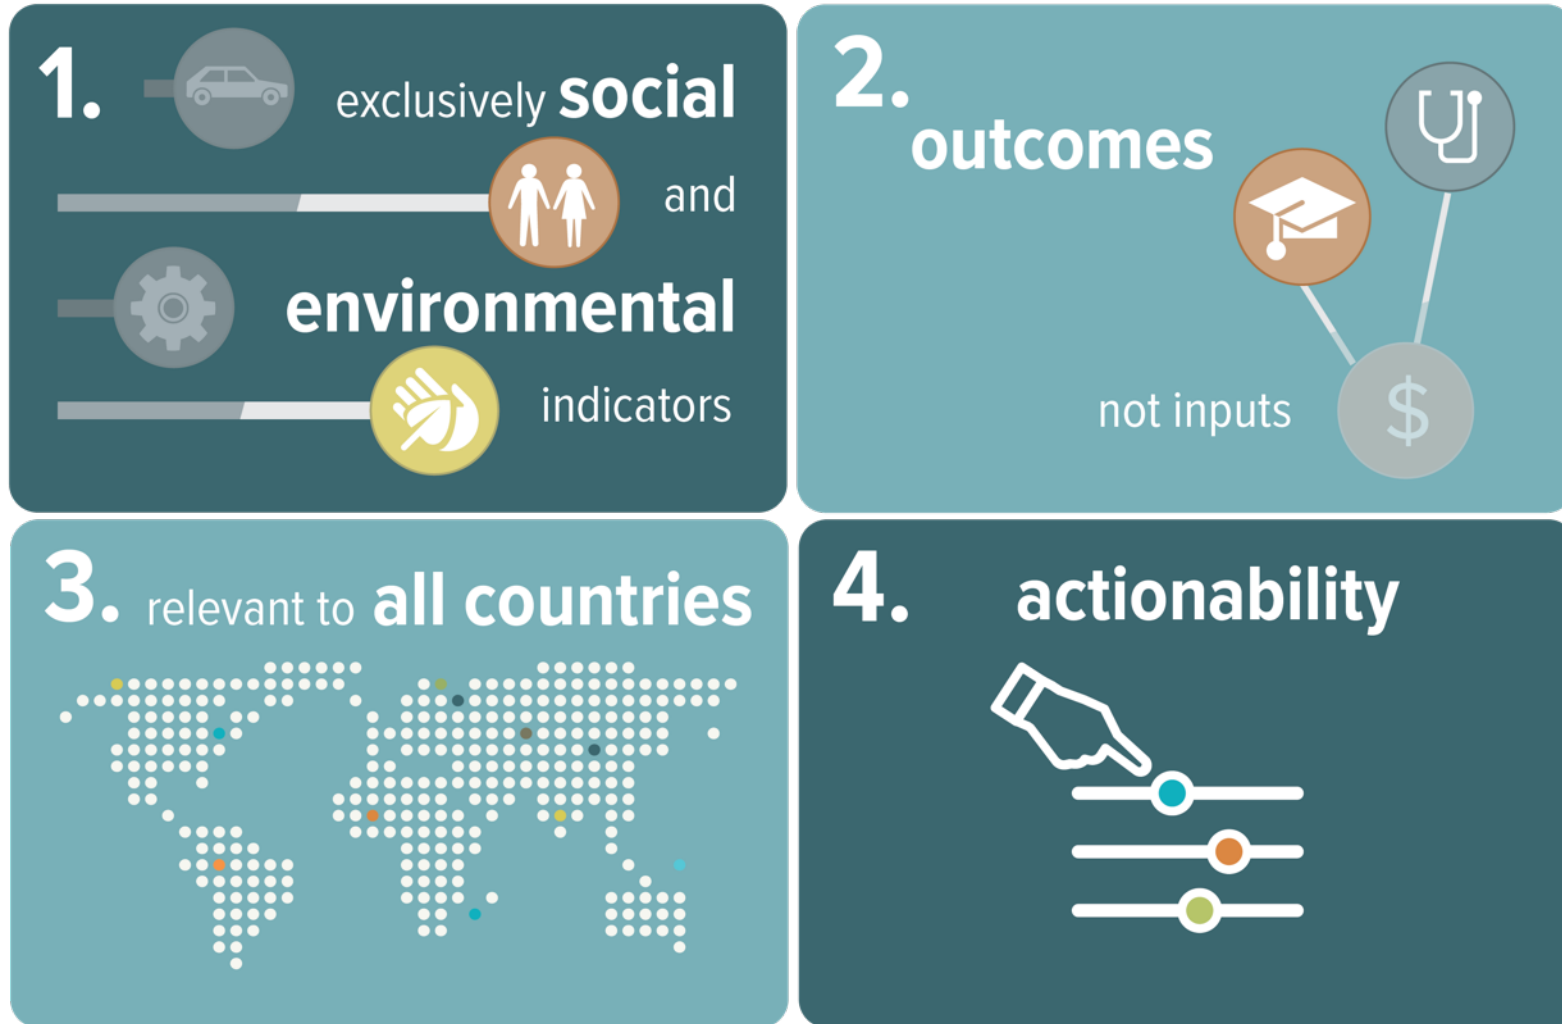 1.
exclusively social
and
environmental
indicators
2.
outcomes
not inputs
$
3. relevant to all countries
4. actionability